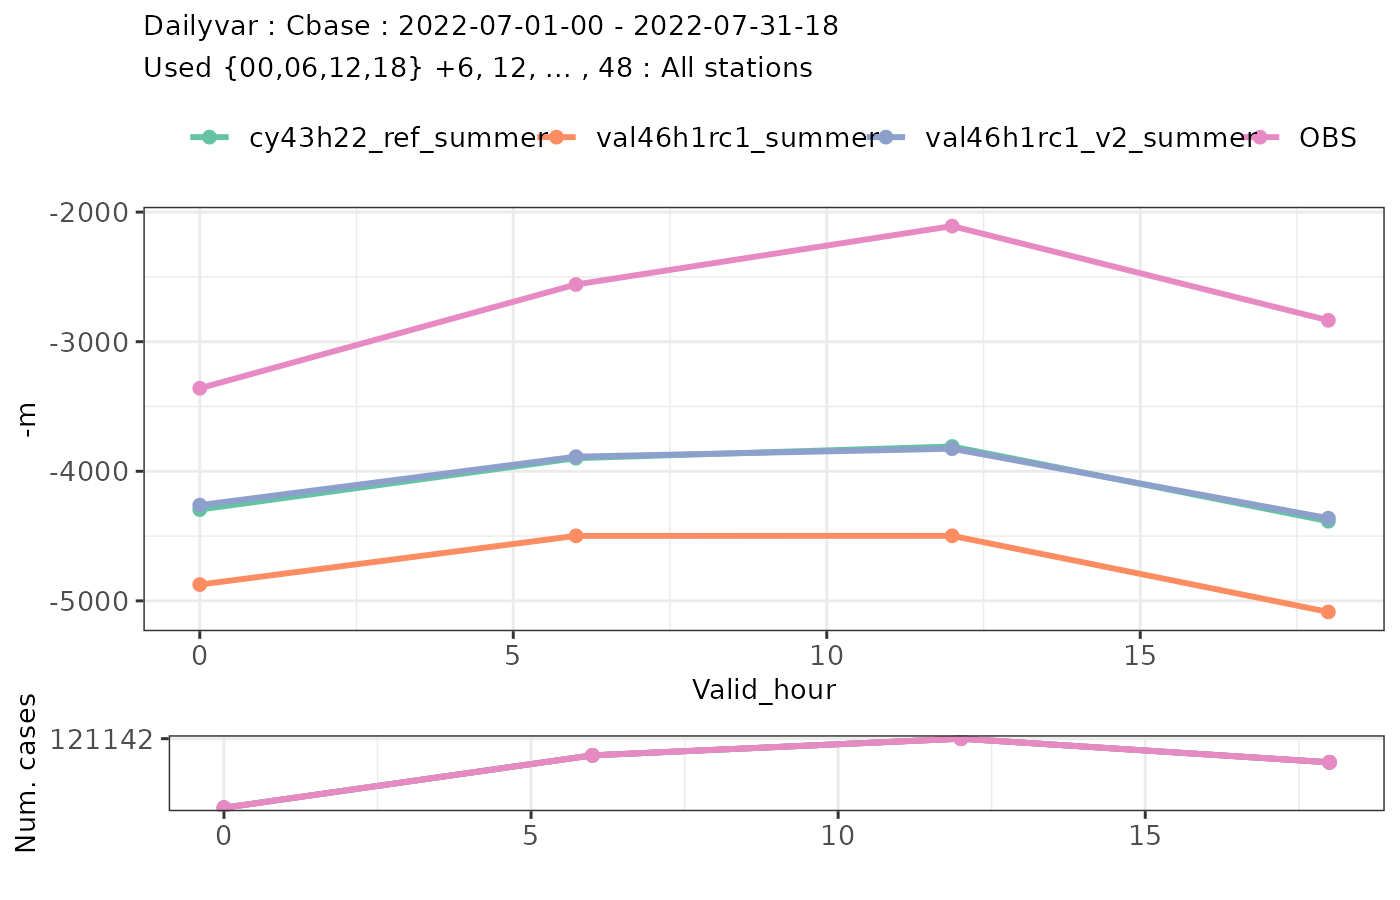 Dailyvar : Cbase : 2022-07-01-00 - 2022-07-31-18
Used {00,06,12,18} +6, 12, ... , 48 : All stations
cy43h22_ref_summer val46h1rc1_summer val46h1rc1_v2_summer OBS
-2000
-3000
-4000
-5000
-m
0 5 10 15
Valid_hour
121142
Num. cases
0 5 10 15